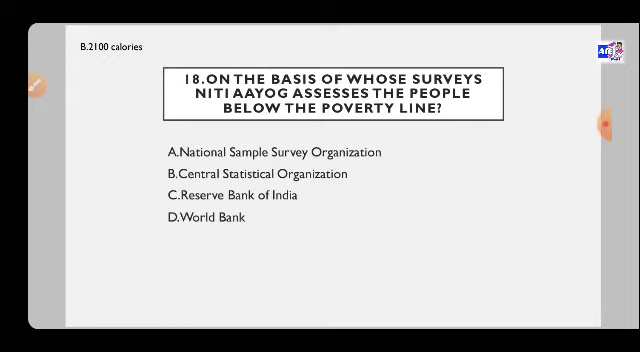 B.2100 calories
18.ON THE BASIS OF WHOSE SURVEYS
NITI AAYOG ASSESSES THE PEOPLE
BELOW THE POVERTY LINE?
A.National Sample Survey Organization
B.Central Statistical Organization
C.Reserve Bank of India
D.World Bank